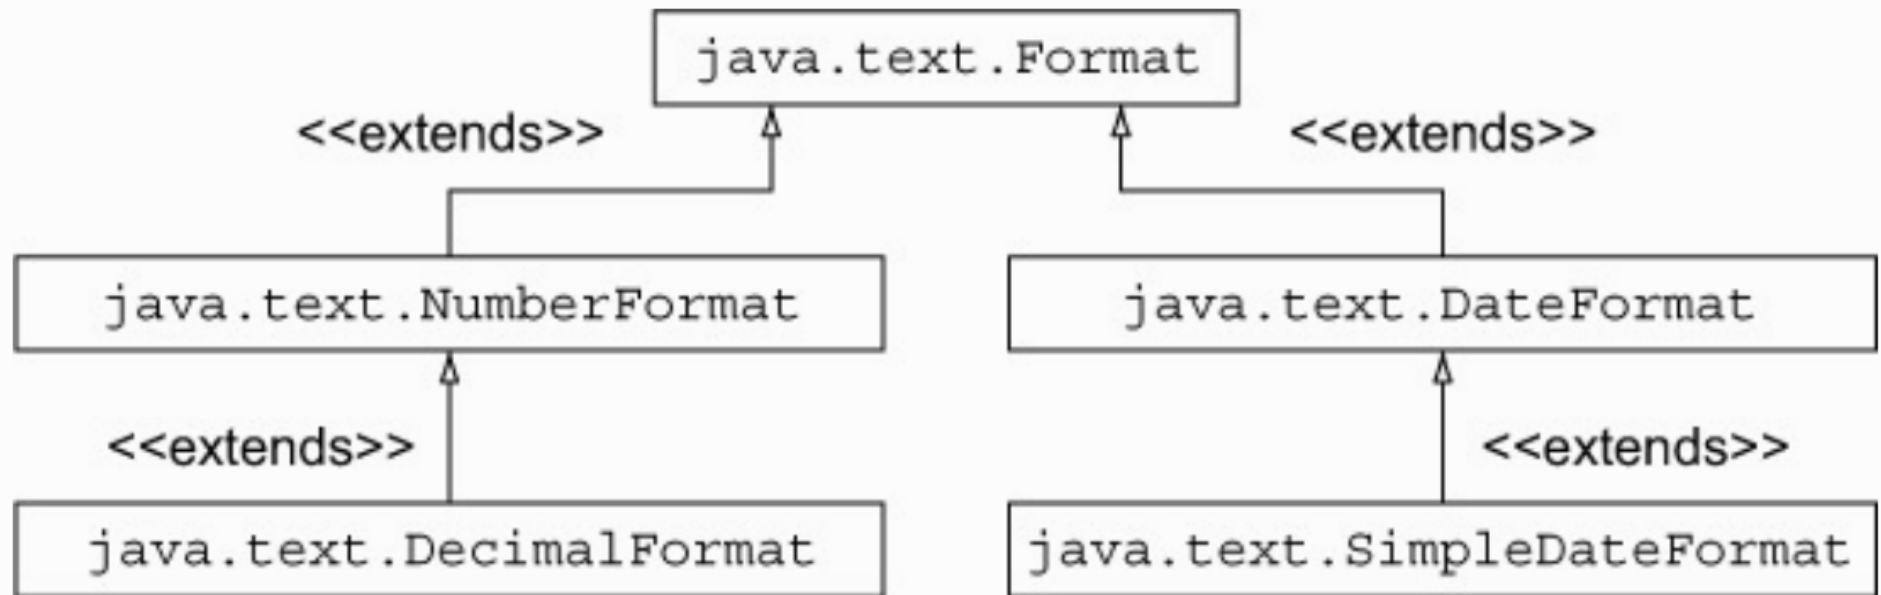 java.text.Format
<<extends>>
<<extends>>
java.text.NumberFormat
java.text.DateFormat
<<extends>>
<<extends>>
java.text.DecimalFormat
java.text.SimpleDateFormat